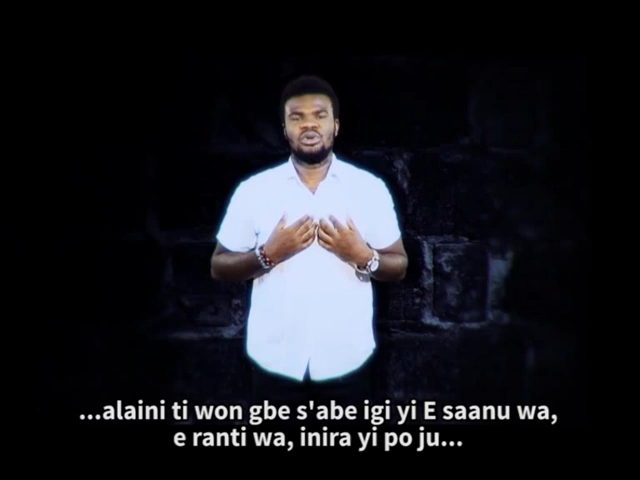 ...alaini ti won gbe s'abe igi yi E saanu wa,
e ranti wa, inira yi po ju...